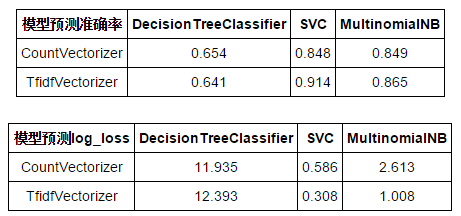 模型预测准确率 DecisionTreeClassifier SVC MultinomialNB
CountVectorizer 0.654 0.848 0.849
TfidfVectorizer 0.641 0.914 0.865
模型预测log_loss DecisionTreeClassifier SVC MultinomialNB
CountVectorizer 11.935 0.586 2.613
TfidfVectorizer 12.393 0.308 1.008